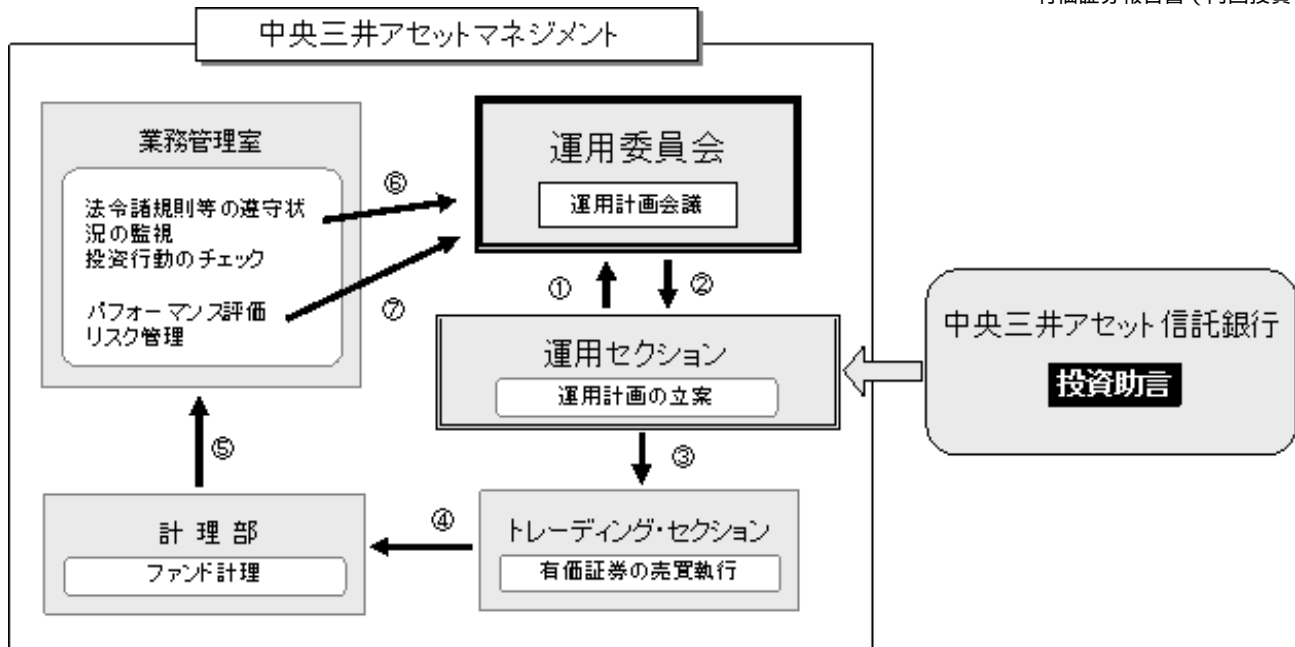 中央三井アセットマネジメント
業務管理室
法令諸規則等の遵守状
況の監視
投資行動のチェック
パフォーマンス評価
リスク管理
⑥
⑦
運用委員会
運用計画会議
①
②
運用セクション
運用計画の立案
中央三井アセット信託銀行
投資助言
③
⑤
計理部
ファンド計理
④
トレーディング・セクション
有価証券の売買執行